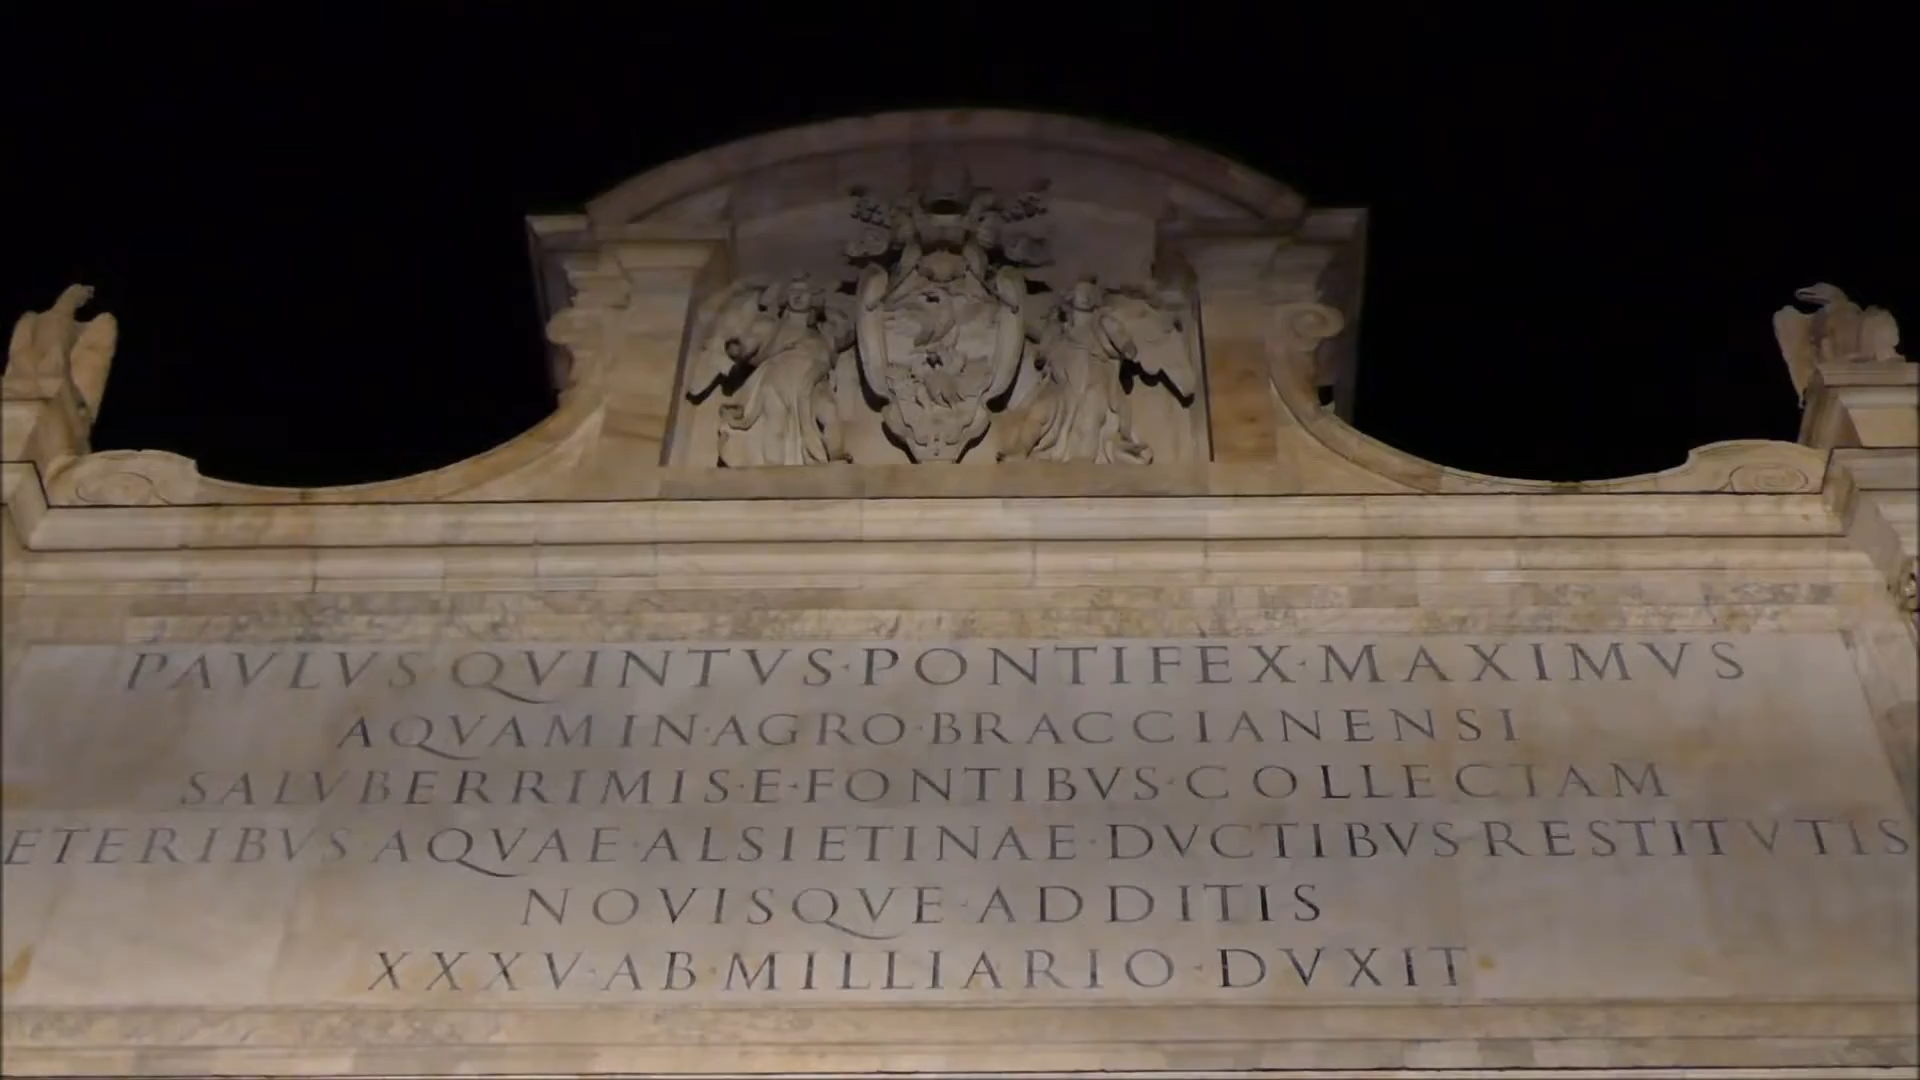 PAVLVS·QVINTVS·PONTIFEX·MAXIMVS
AQVAM IN·AGRO·BRACCIANENSI
SALVBERRIMIS·E·FONTIBVS·COLLECTAM
ETERIBVS AQVAE·ALSIETINAE·DVCTIBVS·RESTITVTIS
NOVISQVE·ADDITIS
XXXV·AB·MILLIARIO·DVXIT